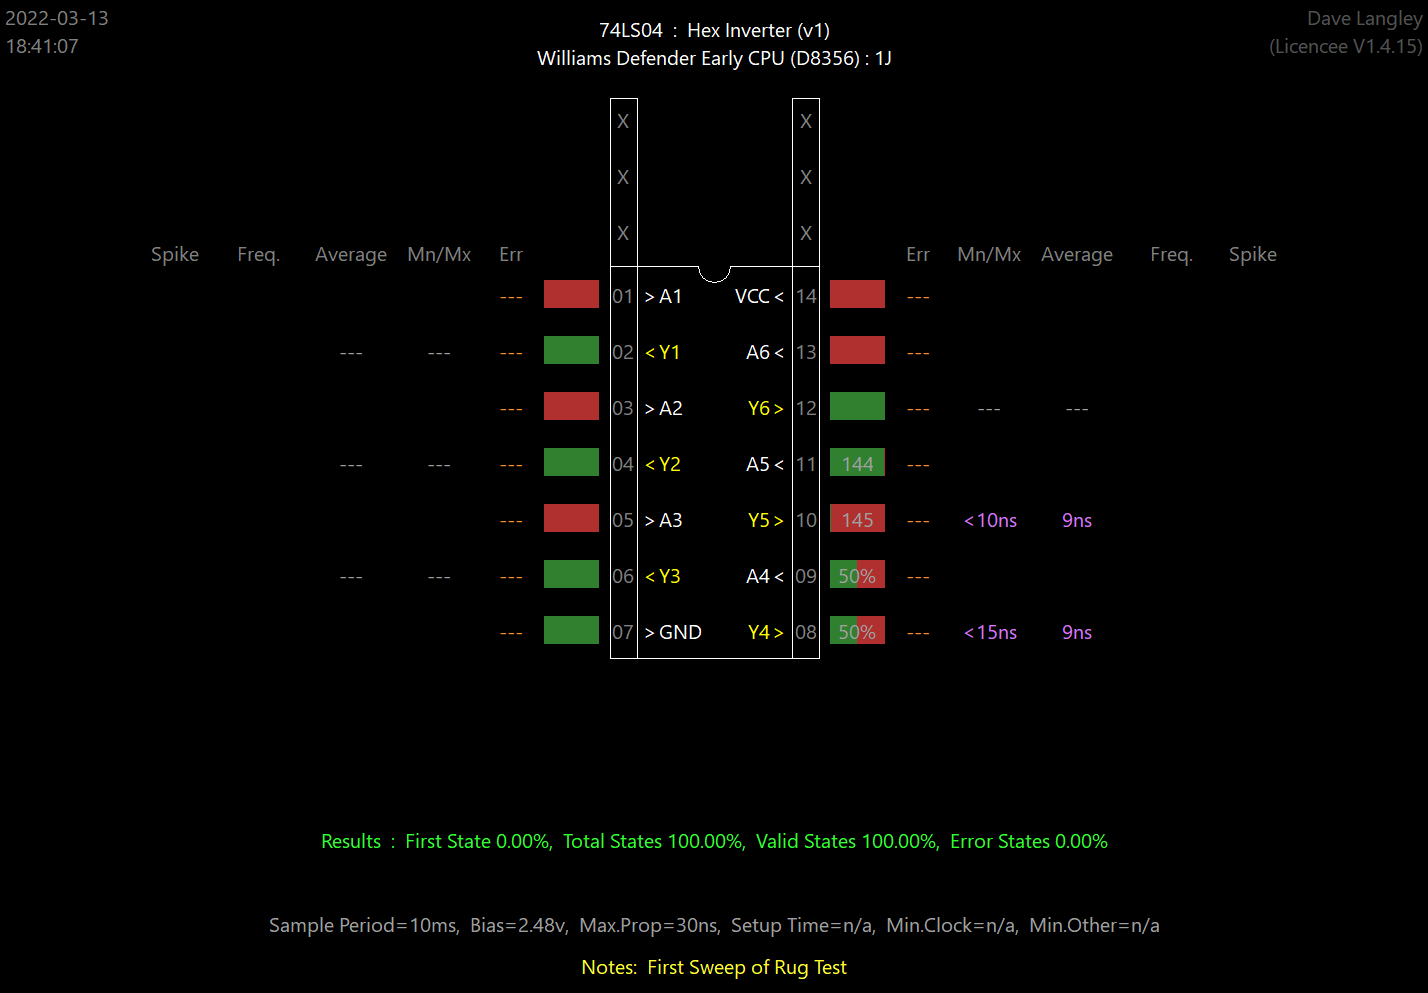 2022-03-13
18:41:07
74LS04 : Hex Inverter (v1)
Williams Defender Early CPU (D8356) : 1J
Dave Langley
(Licencee V1.4.15)
X X
X X
X X
Spike Freq. Average Mn/Mx Err Err Mn/Mx Average Freq. Spike
--- 01 > A1 VCC < 14 ---
--- --- --- 02 < Y1 A6 < 13 ---
--- 03 > A2 Y6 > 12 --- --- ---
--- --- --- 04 < Y2 A5 < 11 144 ---
--- 05 > A3 Y5 > 10 145 --- <10ns 9ns
--- --- --- 06 < Y3 A4 < 09 50% ---
--- 07 > GND Y4 > 08 50% --- <15ns 9ns
Results : First State 0.00%, Total States 100.00%, Valid States 100.00%, Error States 0.00%
Sample Period=10ms, Bias=2.48v, Max.Prop=30ns, Setup Time=n/a, Min.Clock=n/a, Min.Other=n/a
Notes: First Sweep of Rug Test